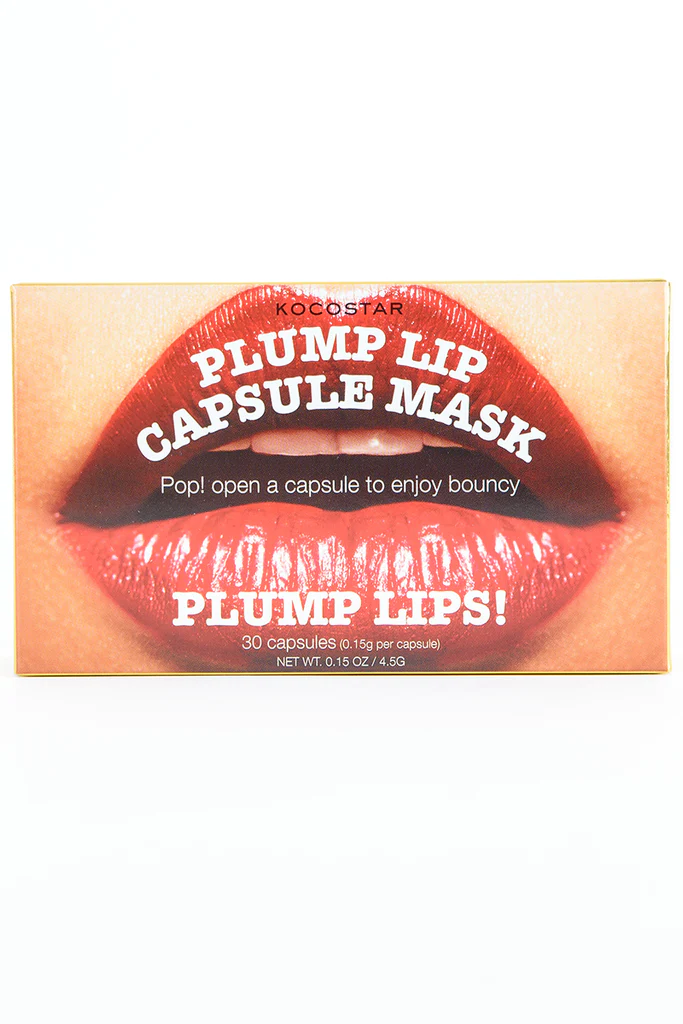 KOCOSTAR
PLUMP LIP
CAPSULE MASK
Pop! open a capsule to enjoy bouncy
PLUMP LIPS!
30 capsules (0.15g per capsule)
NET WT. 0.15 OZ / 4.5G